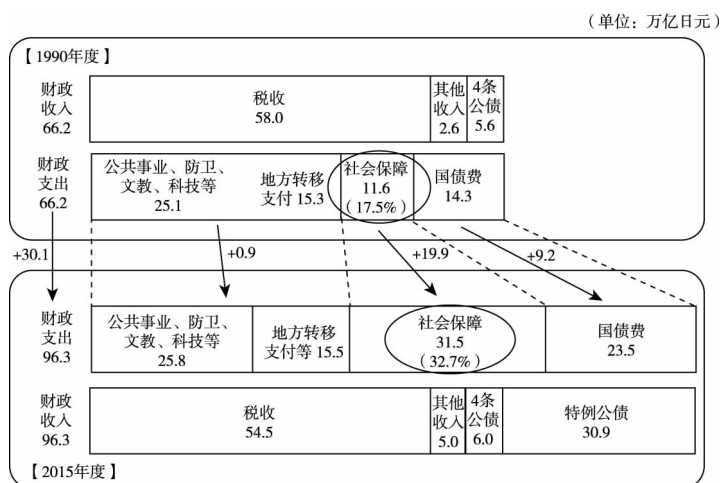 （单位：万亿日元）
【1990年度】
财政
收入
66.2
税收
58.0
其他
收入
2.6
4条
公债
5.6
财政
支出
66.2
公共事业、防卫、
文教、科技等
25.1
地方转移
支付 15.3
社会保障
11.6
(17.5%)
国债费
14.3
+30.1
+0.9
+19.9
+9.2
财政
支出
96.3
公共事业、防卫、
文教、科技等
25.8
地方转移
支付等 15.5
社会保障
31.5
(32.7%)
国债费
23.5
财政
收入
96.3
税收
54.5
其他
收入
5.0
4条
公债
6.0
特例公债
30.9
【2015年度】